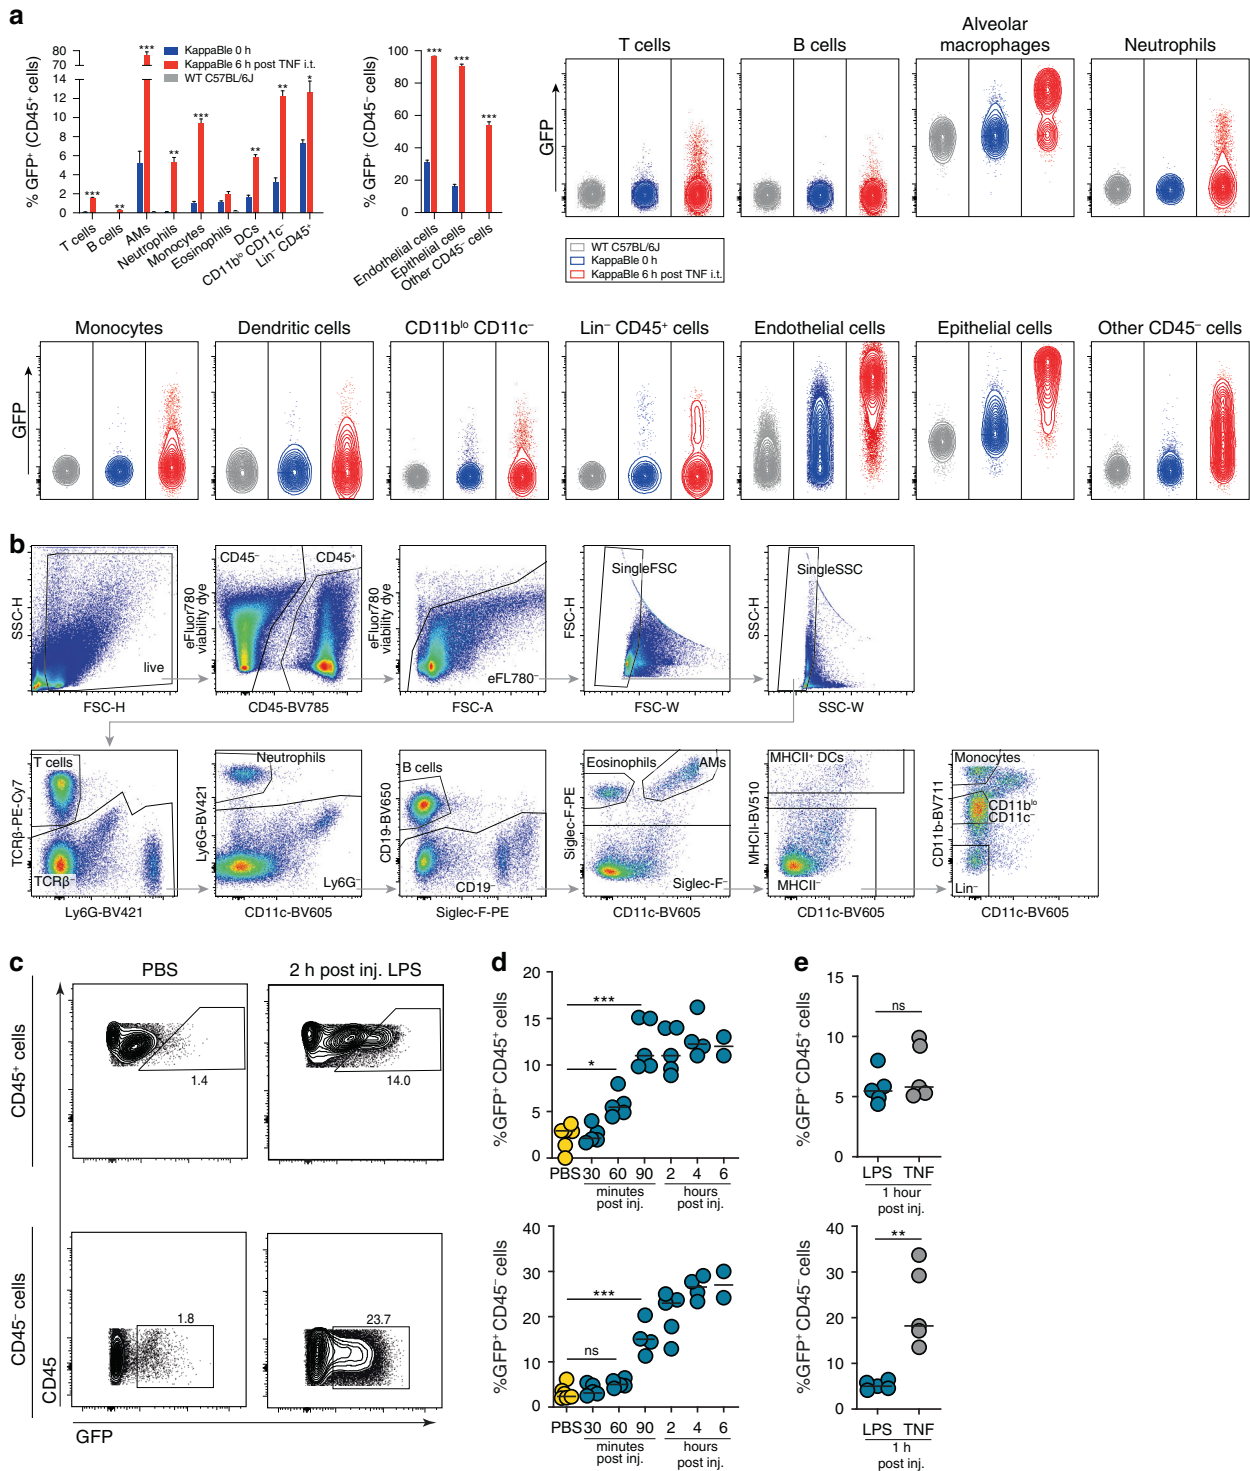 a
80
70
14
12
10
8
6
4
2
0
% GFP⁺ (CD45⁺ cells)
KappaBle 0 h
KappaBle 6 h post TNF i.t.
WT C57BL/6J
***
**
***
**
***
**
**
*
T cells
B cells
AMs
Neutrophils
Monocytes
Eosinophils
DCs
CD11bˡᵒ CD11c⁻
Lin⁻ CD45⁺
100
80
60
40
20
0
% GFP⁺ (CD45⁻ cells)
***
***
***
Endothelial cells
Epithelial cells
Other CD45⁻ cells
T cells
B cells
Alveolar
macrophages
Neutrophils
GFP
WT C57BL/6J
KappaBle 0 h
KappaBle 6 h post TNF i.t.
Monocytes
Dendritic cells
CD11bˡᵒ CD11c⁻
Lin⁻ CD45⁺ cells
Endothelial cells
Epithelial cells
Other CD45⁻ cells
GFP
b
SSC-H
live
FSC-H
eFluor780
viability dye
CD45⁻
CD45⁺
CD45-BV785
eFluor780
viability dye
eFL780⁻
FSC-A
FSC-H
SingleFSC
FSC-W
SSC-H
SingleSSC
SSC-W
TCRβ-PE-Cy7
T cells
TCRβ⁻
Ly6G-BV421
Ly6G-BV421
Neutrophils
Ly6G⁻
CD11c-BV605
CD19-BV650
B cells
CD19⁻
Siglec-F-PE
Siglec-F-PE
Eosinophils
AMs
Siglec-F⁻
CD11c-BV605
MHCII-BV510
MHCII⁺ DCs
MHCII⁻
CD11c-BV605
CD11b-BV711
Monocytes
CD11bˡᵒ
CD11c⁻
Lin⁻
CD11c-BV605
c
PBS
2 h post inj. LPS
CD45⁺ cells
1.4
14.0
CD45⁻ cells
1.8
23.7
CD45
GFP
d
20
15
10
5
0
%GFP⁺ CD45⁺ cells
***
*
PBS
30
60
90
2
4
6
minutes
post inj.
hours
post inj.
40
30
20
10
0
%GFP⁺ CD45⁻ cells
***
ns
PBS
30
60
90
2
4
6
minutes
post inj.
hours
post inj.
e
15
10
5
0
%GFP⁺ CD45⁺ cells
ns
LPS TNF
1 hour
post inj.
40
30
20
10
0
%GFP⁺ CD45⁻ cells
**
LPS TNF
1 h
post inj.